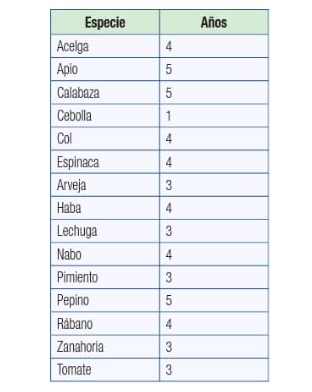 Especie Años
Acelga 4
Apio 5
Calabaza 5
Cebolla 1
Col 4
Espinaca 4
Arveja 3
Haba 4
Lechuga 3
Nabo 4
Pimiento 3
Pepino 5
Rábano 4
Zanahoria 3
Tomate 3